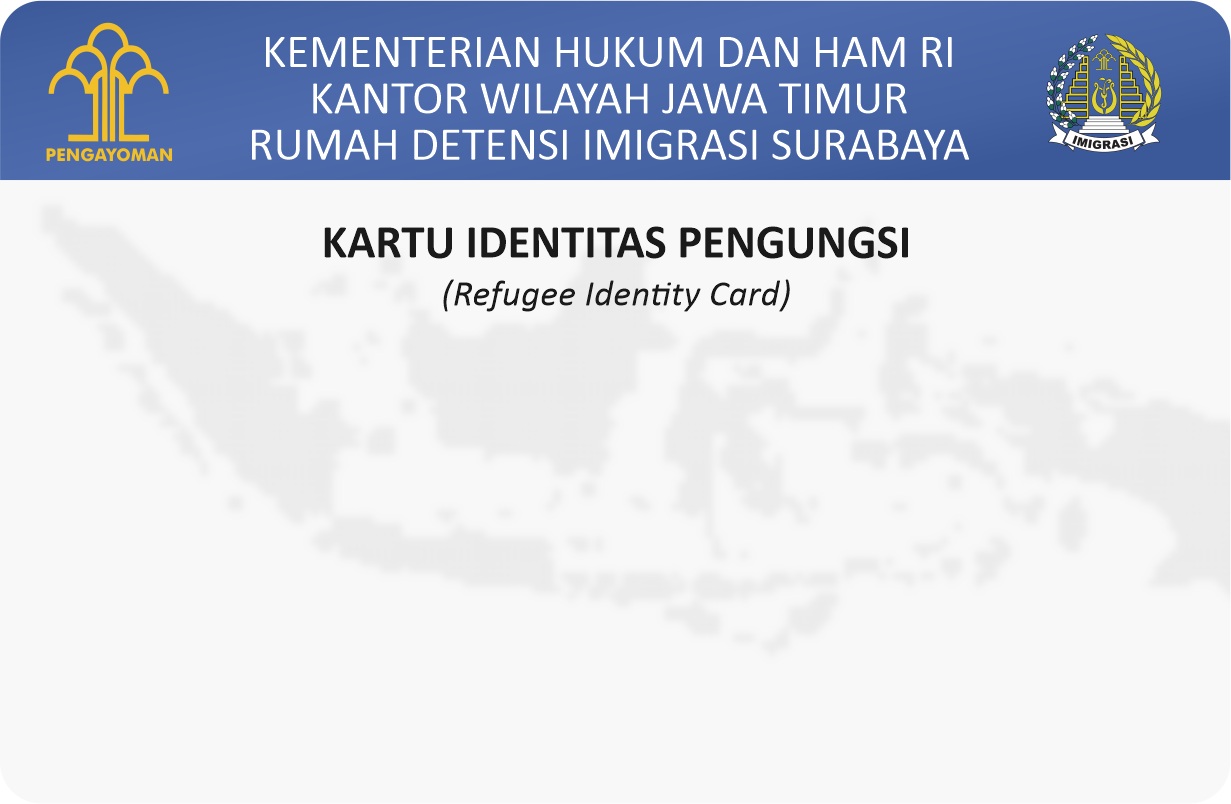 KEMENTERIAN HUKUM DAN HAM RI
KANTOR WILAYAH JAWA TIMUR
RUMAH DETENSI IMIGRASI SURABAYA
PENGAYOMAN
IMIGRASI
KARTU IDENTITAS PENGUNGSI
(Refugee Identity Card)